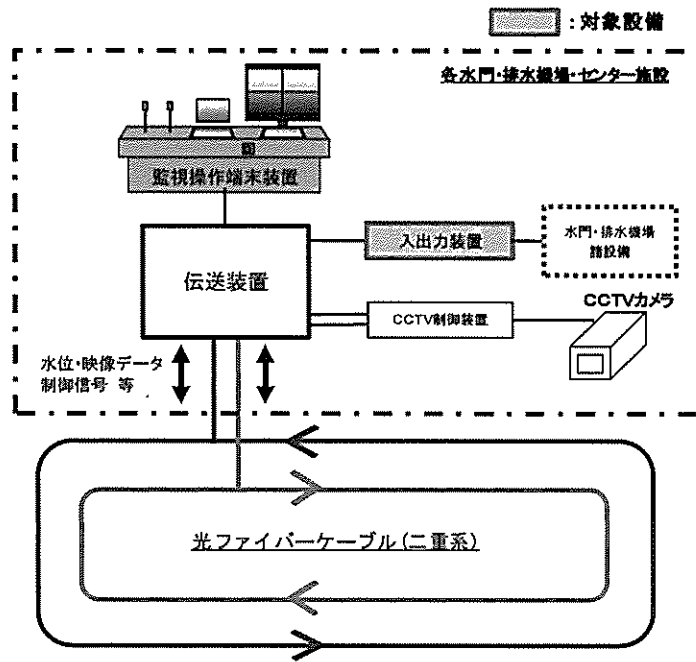 ：対象設備
各水門・排水機場・センター施設
監視操作端末装置
伝送装置
入出力装置
水門・排水機場
諸設備
CCTV制御装置
CCTVカメラ
水位・映像データ
制御信号 等
光ファイバーケーブル(二重系)